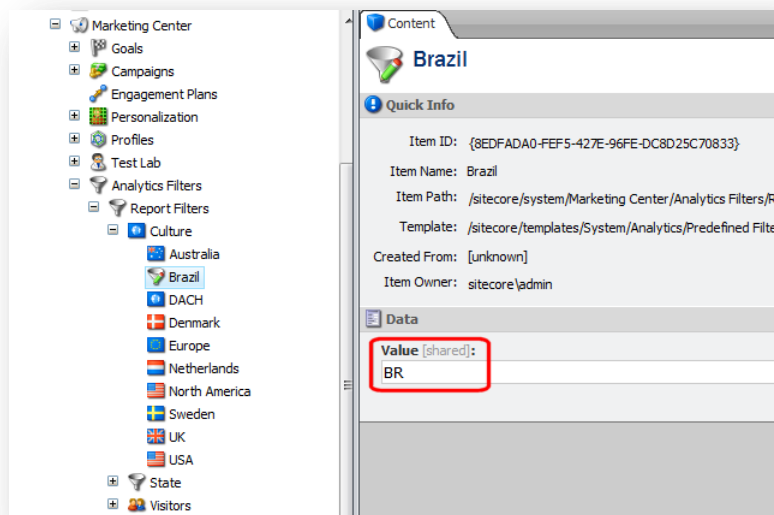 Marketing Center
Goals
Campaigns
Engagement Plans
Personalization
Profiles
Test Lab
Analytics Filters
Report Filters
Culture
Australia
Brazil
DACH
Denmark
Europe
Netherlands
North America
Sweden
UK
USA
State
Visitors
Content
Brazil
Quick Info
Item ID: {8EDFADA0-FEF5-427E-96FE-DC8D25C70833}
Item Name: Brazil
Item Path: /sitecore/system/Marketing Center/Analytics Filters/R
Template: /sitecore/templates/System/Analytics/Predefined Filte
Created From: [unknown]
Item Owner: sitecore\admin
Data
Value [shared]:
BR